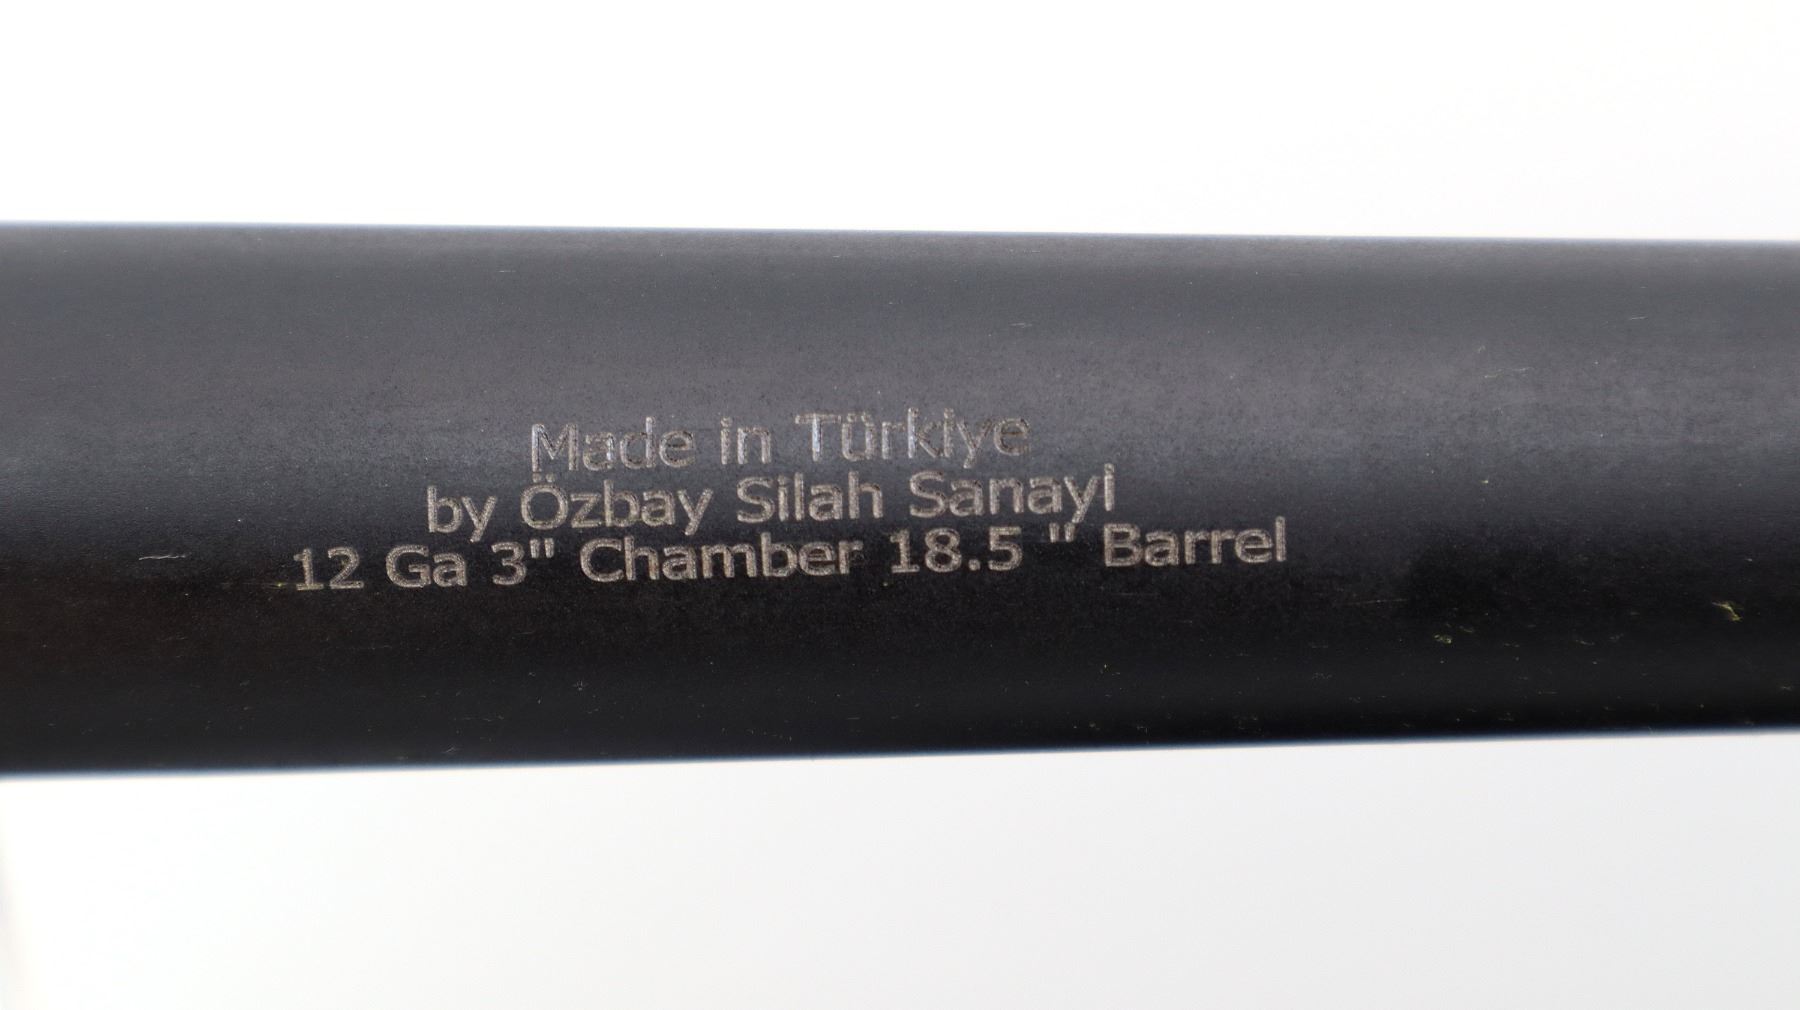 Made in Türkiye
by Özbay Silah Sanayi
12 Ga 3" Chamber 18.5 " Barrel